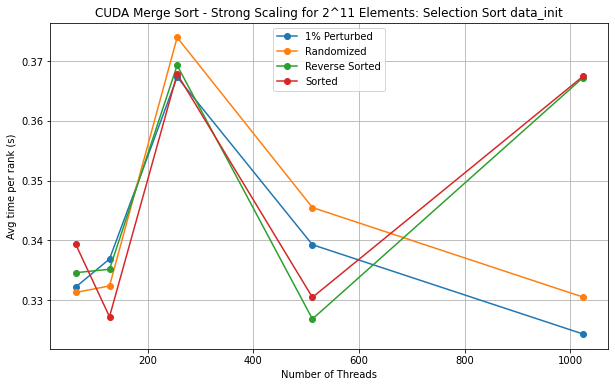 CUDA Merge Sort - Strong Scaling for 2^11 Elements: Selection Sort data_init
1% Perturbed
Randomized
Reverse Sorted
Sorted
Avg time per rank (s)
0.37
0.36
0.35
0.34
0.33
200
400
600
800
1000
Number of Threads